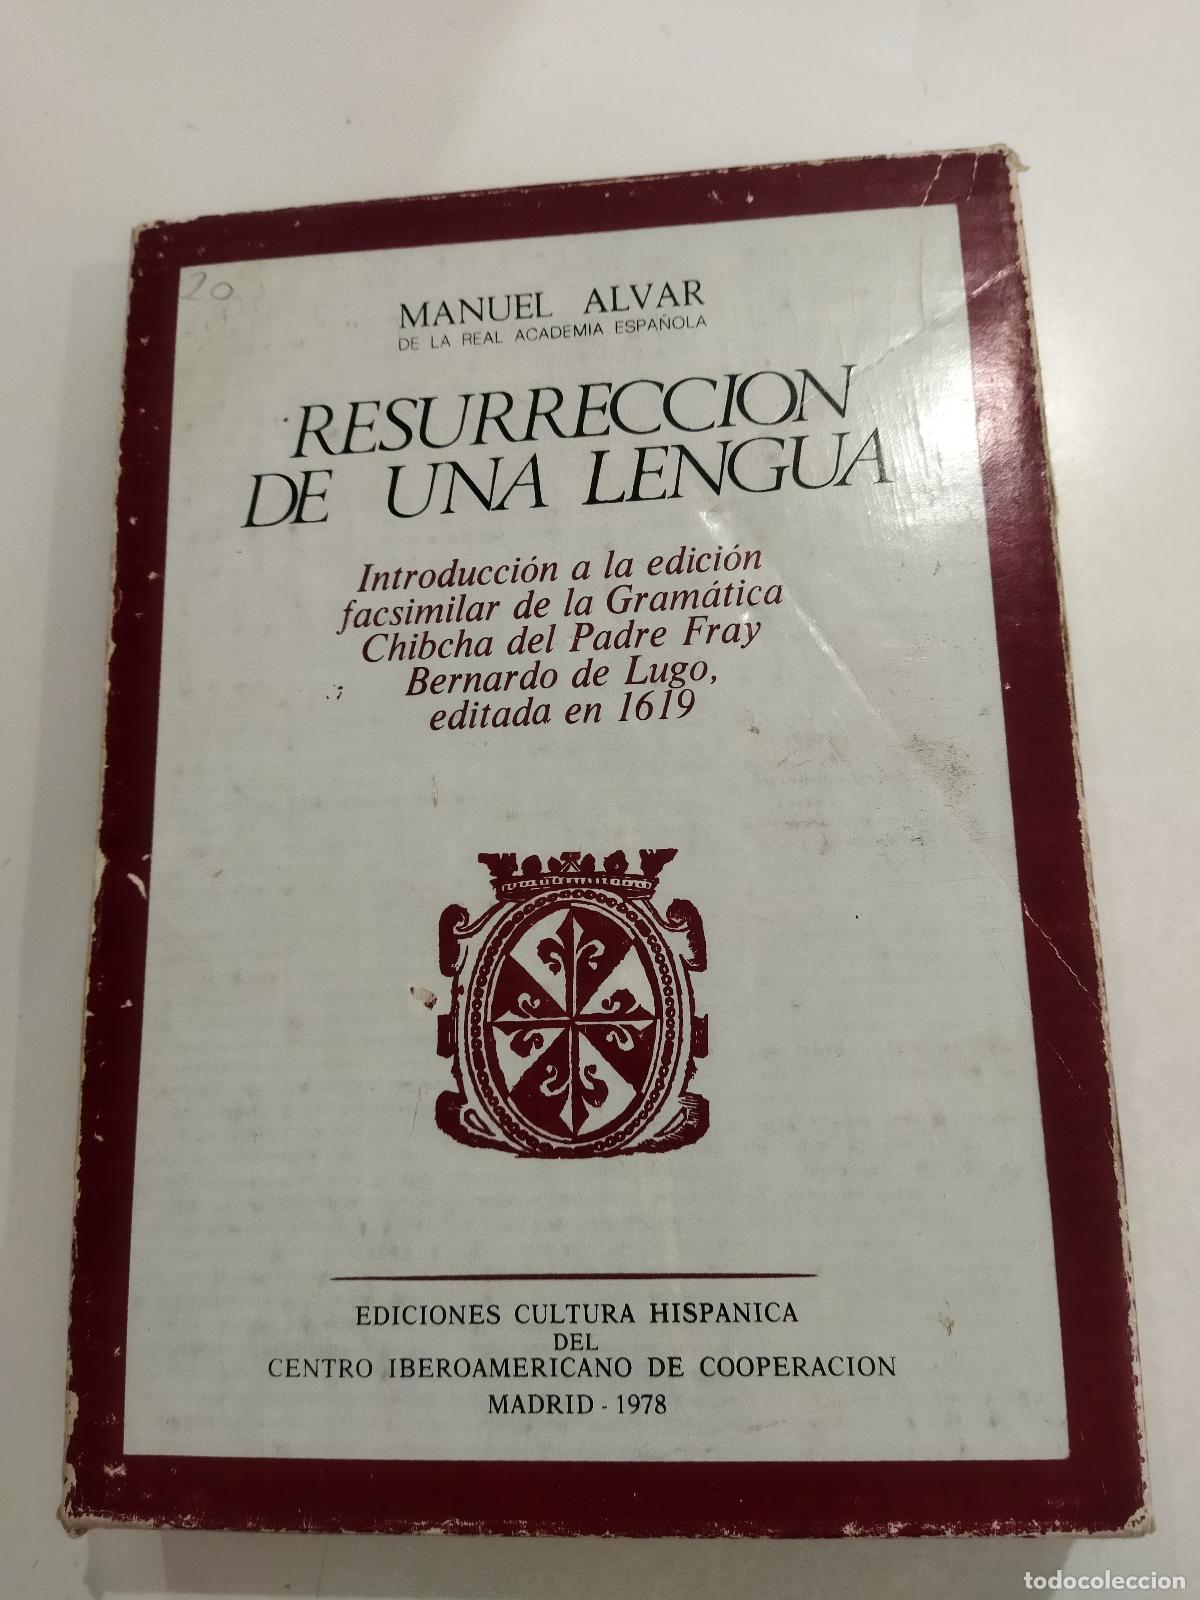 20
MANUEL ALVAR
DE LA REAL ACADEMIA ESPAÑOLA
RESURRECCION
DE UNA LENGUA
Introducción a la edición
facsimilar de la Gramática
Chibcha del Padre Fray
Bernardo de Lugo,
editada en 1619
EDICIONES CULTURA HISPANICA
DEL
CENTRO IBEROAMERICANO DE COOPERACION
MADRID - 1978
todocoleccion